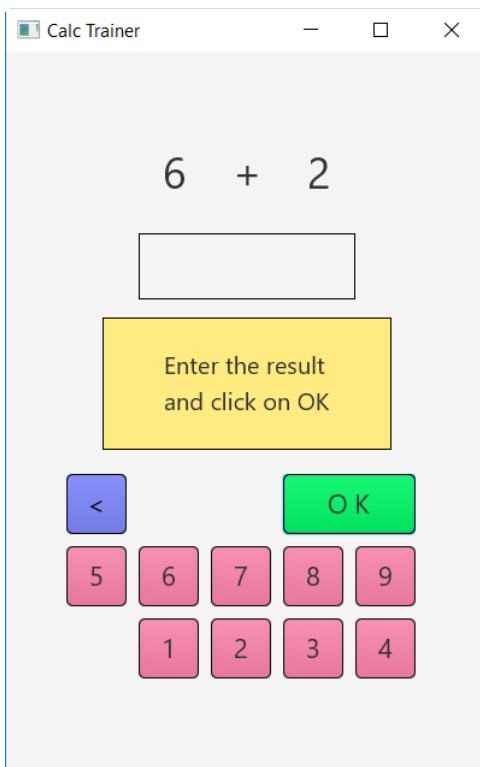 Calc Trainer
6 + 2
Enter the result
and click on OK
< O K
5 6 7 8 9
1 2 3 4